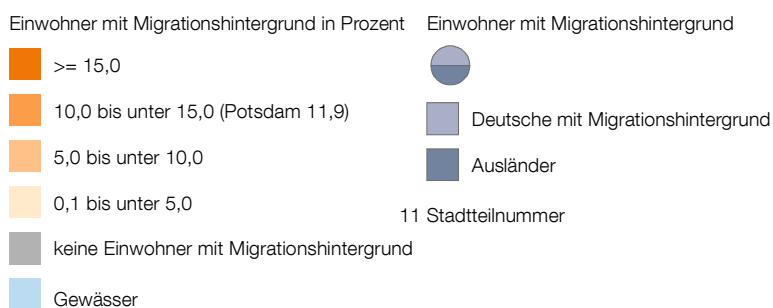 Einwohner mit Migrationshintergrund in Prozent
>= 15,0
10,0 bis unter 15,0 (Potsdam 11,9)
5,0 bis unter 10,0
0,1 bis unter 5,0
keine Einwohner mit Migrationshintergrund
Gewässer
Einwohner mit Migrationshintergrund
Deutsche mit Migrationshintergrund
Ausländer
11 Stadtteilnummer